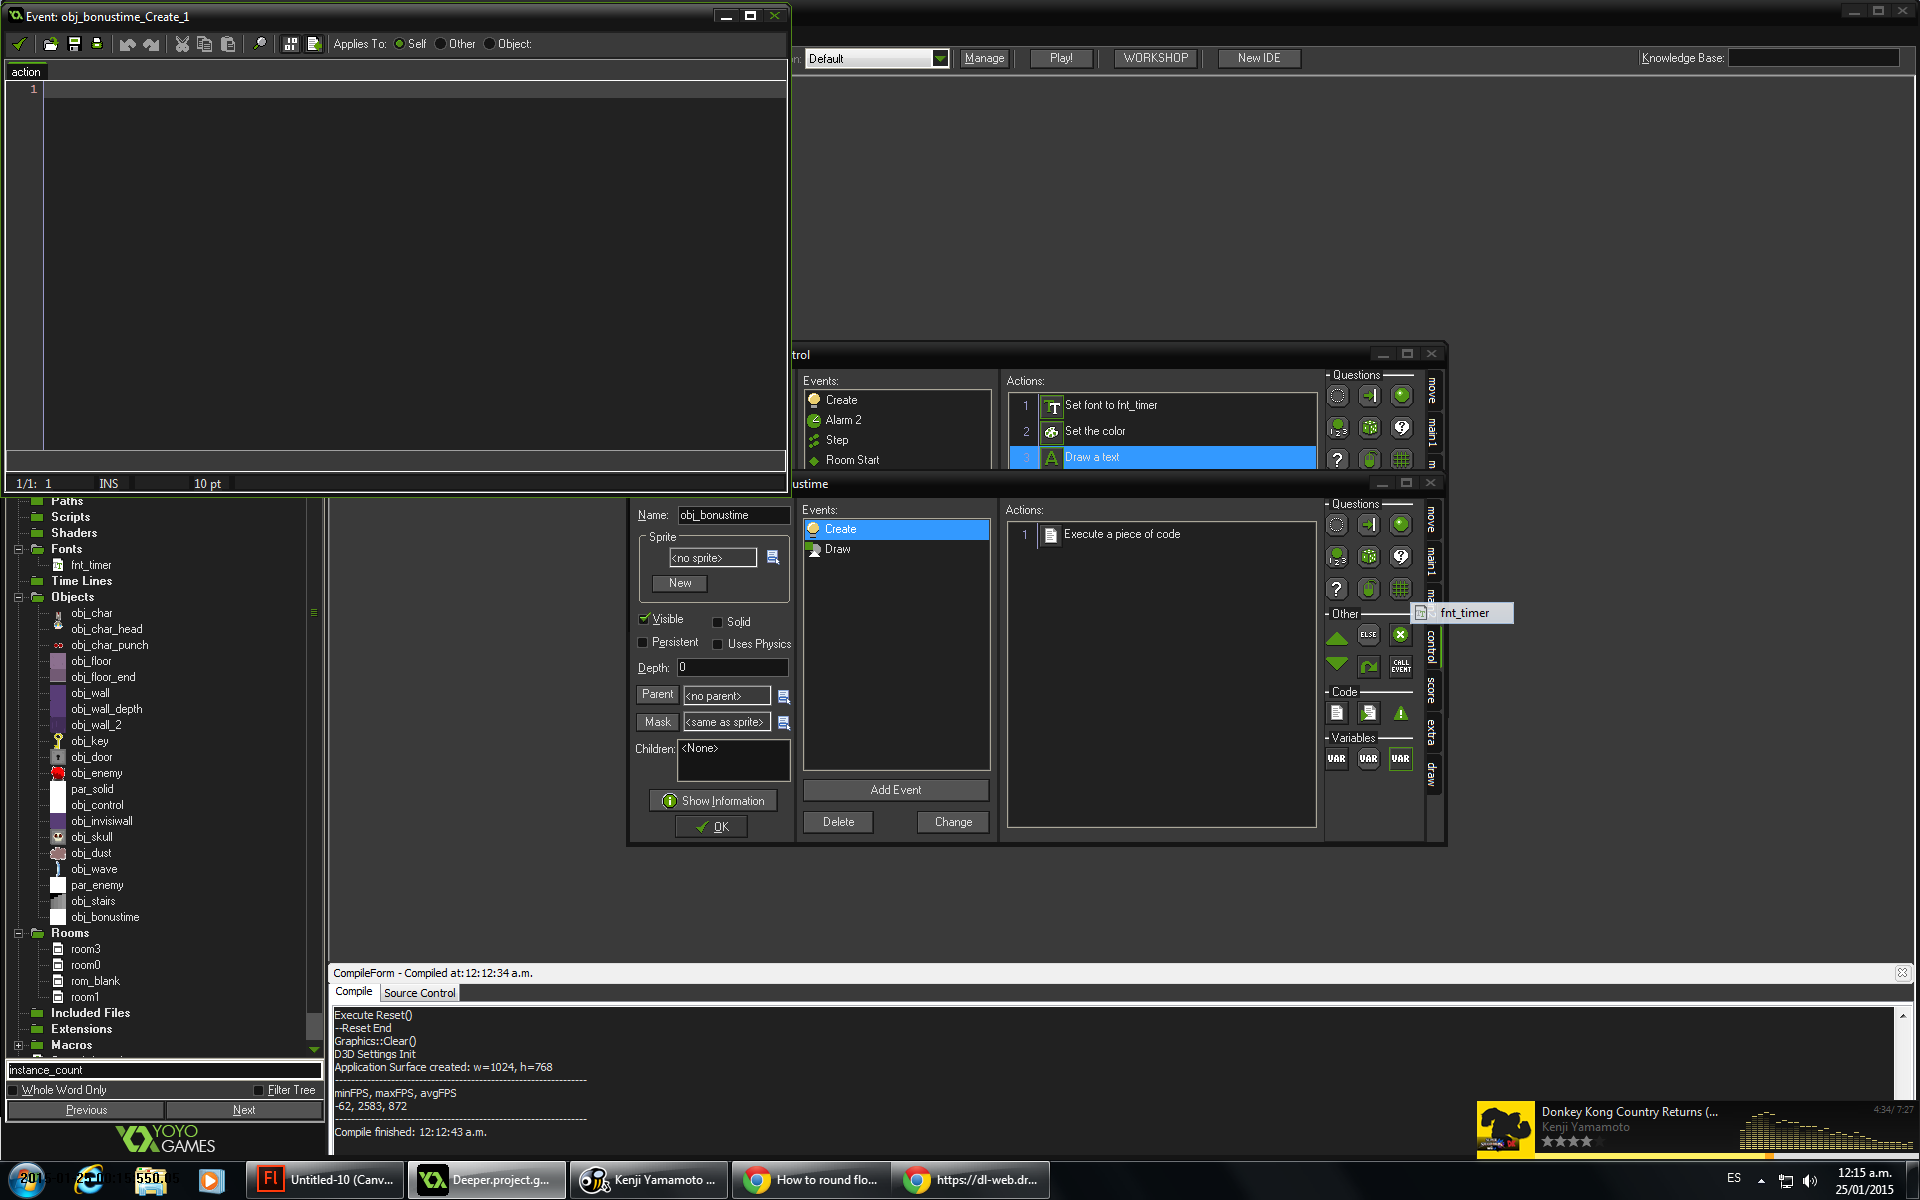 Event: obj_bonustime_Create_1
Applies To: Self Other Object:
action
1
1/1: 1 INS 10 pt
Default
Manage
Play!
WORKSHOP
New IDE
Knowledge Base:
trol
Events:
Create
Alarm 2
Step
Room Start
Actions:
1 Set font to fnt_timer
2 Set the color
3 Draw a text
Questions
move
main1
ustime
Name: obj_bonustime
Sprite
<no sprite>
New
Visible
Solid
Persistent
Uses Physics
Depth: 0
Parent <no parent>
Mask <same as sprite>
Children: <None>
Show Information
OK
Events:
Create
Draw
Add Event
Delete
Change
Actions:
1 Execute a piece of code
Questions
Other
ELSE
CALL EVENT
Code
Variables
VAR VAR VAR
move
main1
control
score
extra
draw
fnt_timer
Paths
Scripts
Shaders
Fonts
fnt_timer
Time Lines
Objects
obj_char
obj_char_head
obj_char_punch
obj_floor
obj_floor_end
obj_wall
obj_wall_depth
obj_wall_2
obj_key
obj_door
obj_enemy
par_solid
obj_control
obj_invisiwall
obj_skull
obj_dust
obj_wave
par_enemy
obj_stairs
obj_bonustime
Rooms
room3
room0
rom_blank
room1
Included Files
Extensions
Macros
instance_count
Whole Word Only
Filter Tree
Previous
Next
YOYO
GAMES
CompileForm - Compiled at:12:12:34 a.m.
Compile
Source Control
Execute Reset()
--Reset End
Graphics::Clear()
D3D Settings Init
Application Surface created: w=1024, h=768
minFPS, maxFPS, avgFPS
-62, 2583, 872
Compile finished: 12:12:43 a.m.
Donkey Kong Country Returns (...
Kenji Yamamoto
4:34/ 7:27
Untitled-10 (Canv...
Deeper.project.g...
Kenji Yamamoto ...
How to round flo...
https://dl-web.dr...
ES
12:15 a.m.
25/01/2015